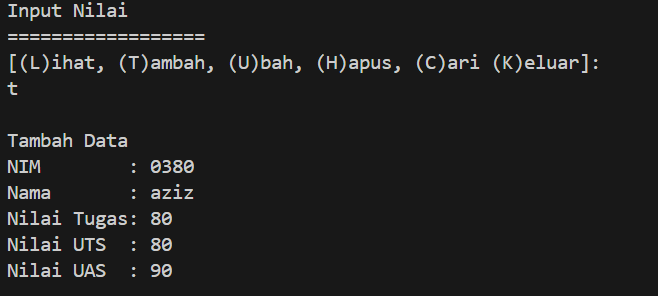 Input Nilai
==================
[(L)ihat, (T)ambah, (U)bah, (H)apus, (C)ari (K)eluar]:
t
Tambah Data
NIM        : 0380
Nama       : aziz
Nilai Tugas: 80
Nilai UTS  : 80
Nilai UAS  : 90